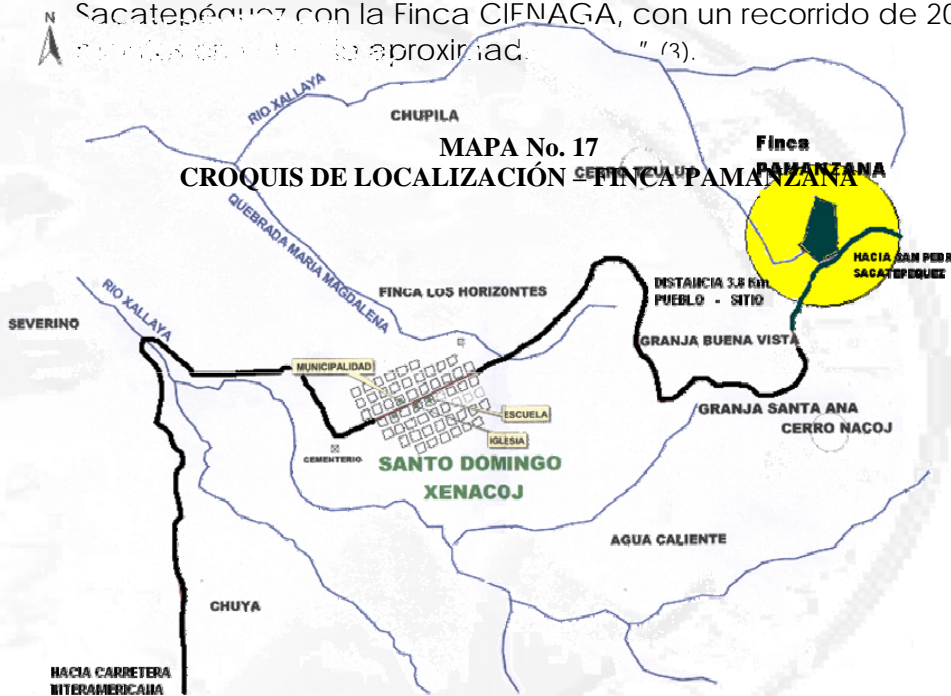 Sacatepéquez con la Finca CIENAGA, con un recorrido de 20
aproximad " (3).
N
RIO XALLAYA
CHUPILA
MAPA No. 17
CROQUIS DE LOCALIZACIÓN – FINCA PAMANZANA
CERRO TZULUP
Finca
PAMANZANA
QUEBRADA MARIA MAGDALENA
HACIA SAN PEDR
SACATEPEQUEZ
DISTANCIA 3.8 Km
PUEBLO - SITIO
FINCA LOS HORIZONTES
RIO XALLAYA
SEVERINO
GRANJA BUENA VISTA
MUNICIPALIDAD
ESCUELA
GRANJA SANTA ANA
CERRO NACOJ
IGLESIA
CEMENTERIO
SANTO DOMINGO
XENACOJ
AGUA CALIENTE
CHUYA
HACIA CARRETERA
INTERAMERICANA